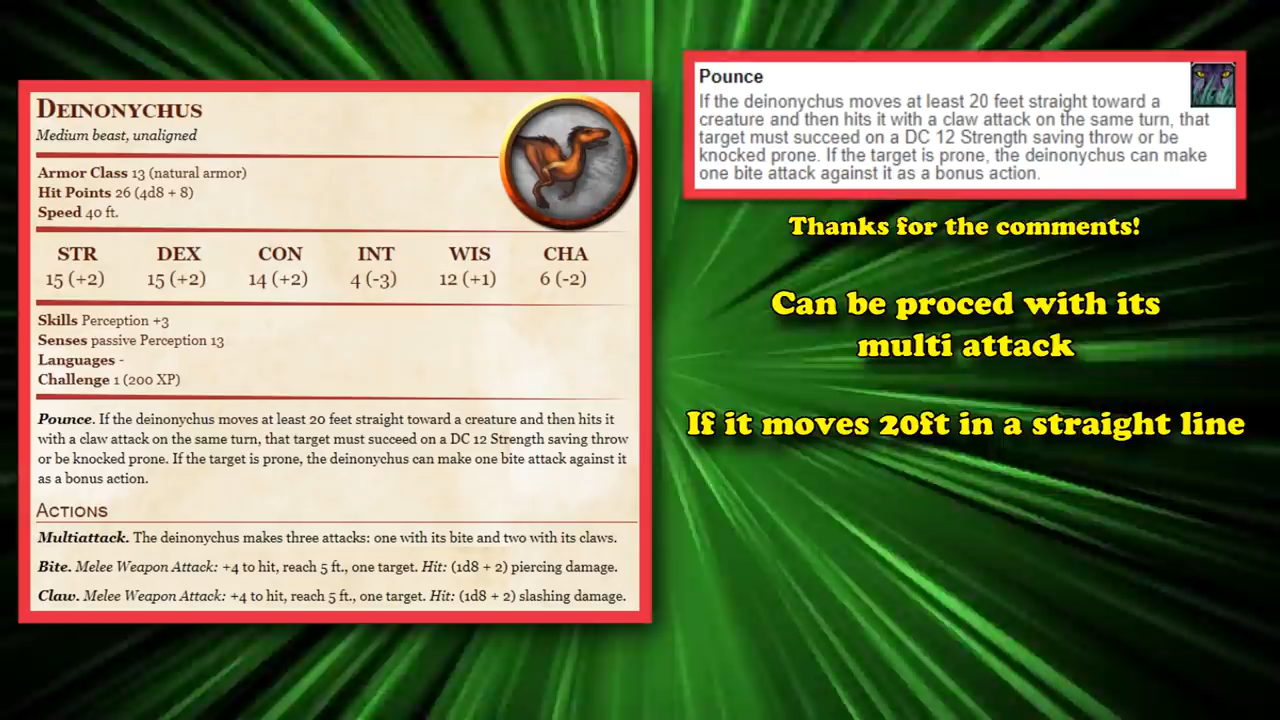 DEINONYCHUS
Medium beast, unaligned
Armor Class 13 (natural armor)
Hit Points 26 (4d8 + 8)
Speed 40 ft.
STR DEX CON INT WIS CHA
15 (+2) 15 (+2) 14 (+2) 4 (-3) 12 (+1) 6 (-2)
Skills Perception +3
Senses passive Perception 13
Languages -
Challenge 1 (200 XP)
Pounce. If the deinonychus moves at least 20 feet straight toward a creature and then hits it
with a claw attack on the same turn, that target must succeed on a DC 12 Strength saving throw
or be knocked prone. If the target is prone, the deinonychus can make one bite attack against it
as a bonus action.
ACTIONS
Multiattack. The deinonychus makes three attacks: one with its bite and two with its claws.
Bite. Melee Weapon Attack: +4 to hit, reach 5 ft., one target. Hit: (1d8 + 2) piercing damage.
Claw. Melee Weapon Attack: +4 to hit, reach 5 ft., one target. Hit: (1d8 + 2) slashing damage.
Pounce
If the deinonychus moves at least 20 feet straight toward a
creature and then hits it with a claw attack on the same turn, that
target must succeed on a DC 12 Strength saving throw or be
knocked prone. If the target is prone, the deinonychus can make
one bite attack against it as a bonus action.
Thanks for the comments!
Can be proced with its
multi attack
If it moves 20ft in a straight line